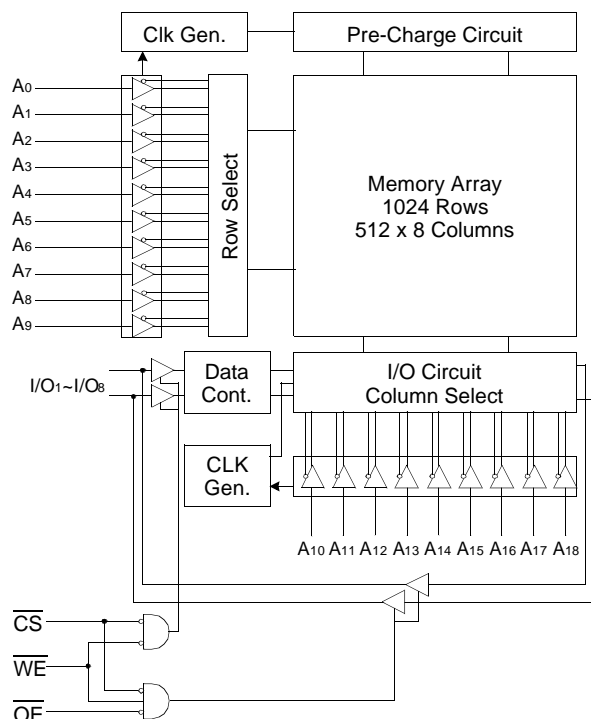 Clk Gen.
Pre-Charge Circuit
A0
A1
A2
A3
A4
A5
A6
A7
A8
A9
Row Select
Memory Array
1024 Rows
512 x 8 Columns
I/O1~I/O8
Data
Cont.
I/O Circuit
Column Select
CLK
Gen.
A10 A11 A12 A13 A14 A15 A16 A17 A18
CS
WE
OE